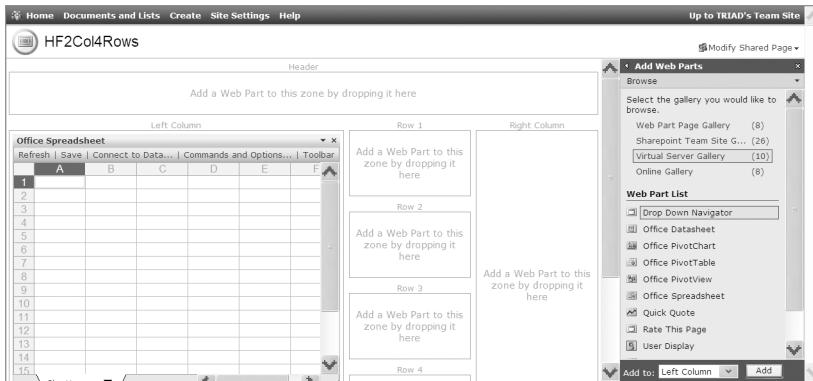 Home Documents and Lists Create Site Settings Help
Up to TRIAD's Team Site
HF2Col4Rows
Modify Shared Page
Header
Add a Web Part to this zone by dropping it here
Left Column
Office Spreadsheet
Refresh | Save | Connect to Data... | Commands and Options... | Toolbar
A B C D E F
1
2
3
4
5
6
7
8
9
10
11
12
13
14
15
Row 1
Add a Web Part to this
zone by dropping it
here
Row 2
Add a Web Part to this
zone by dropping it
here
Row 3
Add a Web Part to this
zone by dropping it
here
Row 4
Right Column
Add a Web Part to this
zone by dropping it
here
Add Web Parts
Browse
Select the gallery you would like to
browse.
Web Part Page Gallery (8)
Sharepoint Team Site G... (26)
Virtual Server Gallery (10)
Online Gallery (8)
Web Part List
Drop Down Navigator
Office Datasheet
Office PivotChart
Office PivotTable
Office PivotView
Office Spreadsheet
Quick Quote
Rate This Page
User Display
Add to: Left Column Add